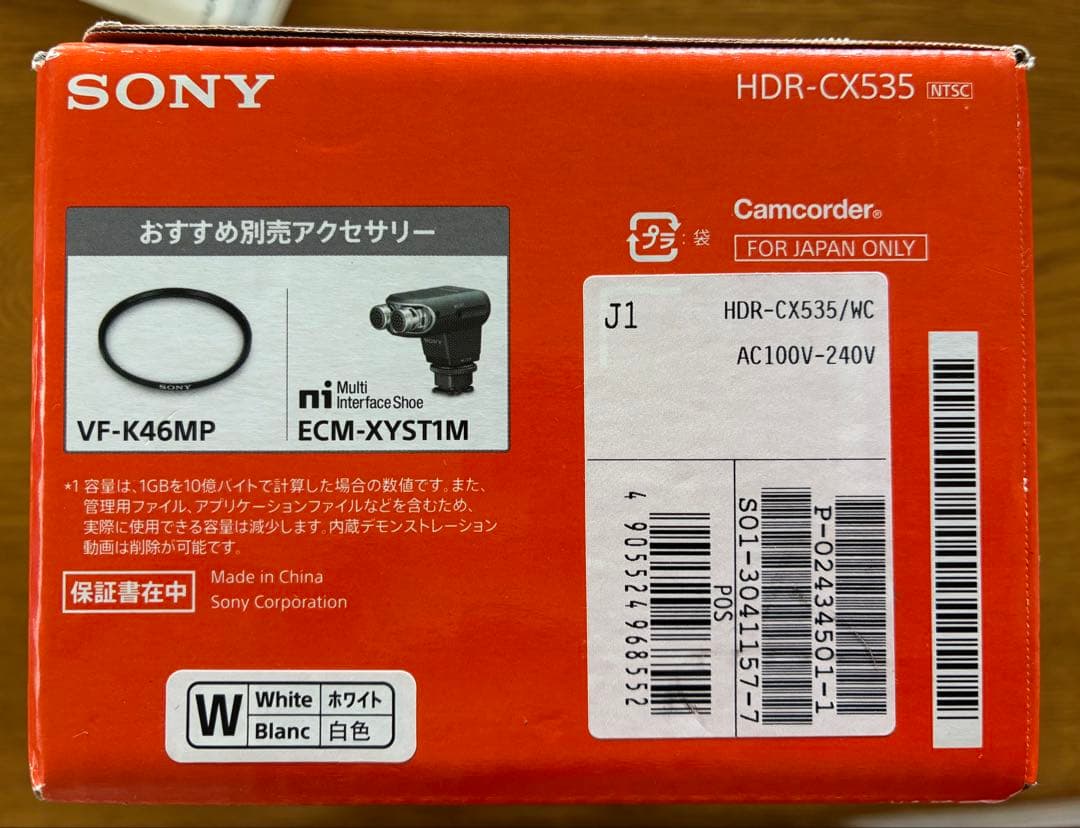 SONY
HDR-CX535 NTSC
おすすめ別売アクセサリー
SONY
VF-K46MP
SONY
Multi
Interface Shoe
ECM-XYST1M
プラ : 袋
Camcorder®
FOR JAPAN ONLY
J1
HDR-CX535/WC
AC100V-240V
*1 容量は、1GBを10億バイトで計算した場合の数値です。また、
管理用ファイル、アプリケーションファイルなどを含むため、
実際に使用できる容量は減少します。内蔵デモンストレーション
動画は削除が可能です。
保証書在中
Made in China
Sony Corporation
4 905524 968552
POS
S01-3041157-7
P-02434501-1
W
White ホワイト
Blanc 白色